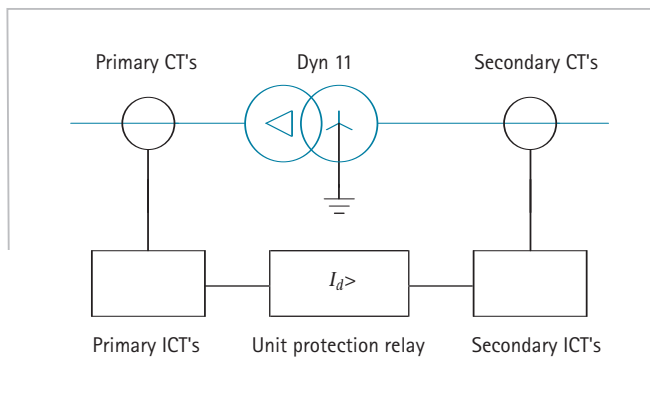 Primary CT's
Dyn 11
Secondary CT's
Id>
Primary ICT's
Unit protection relay
Secondary ICT's